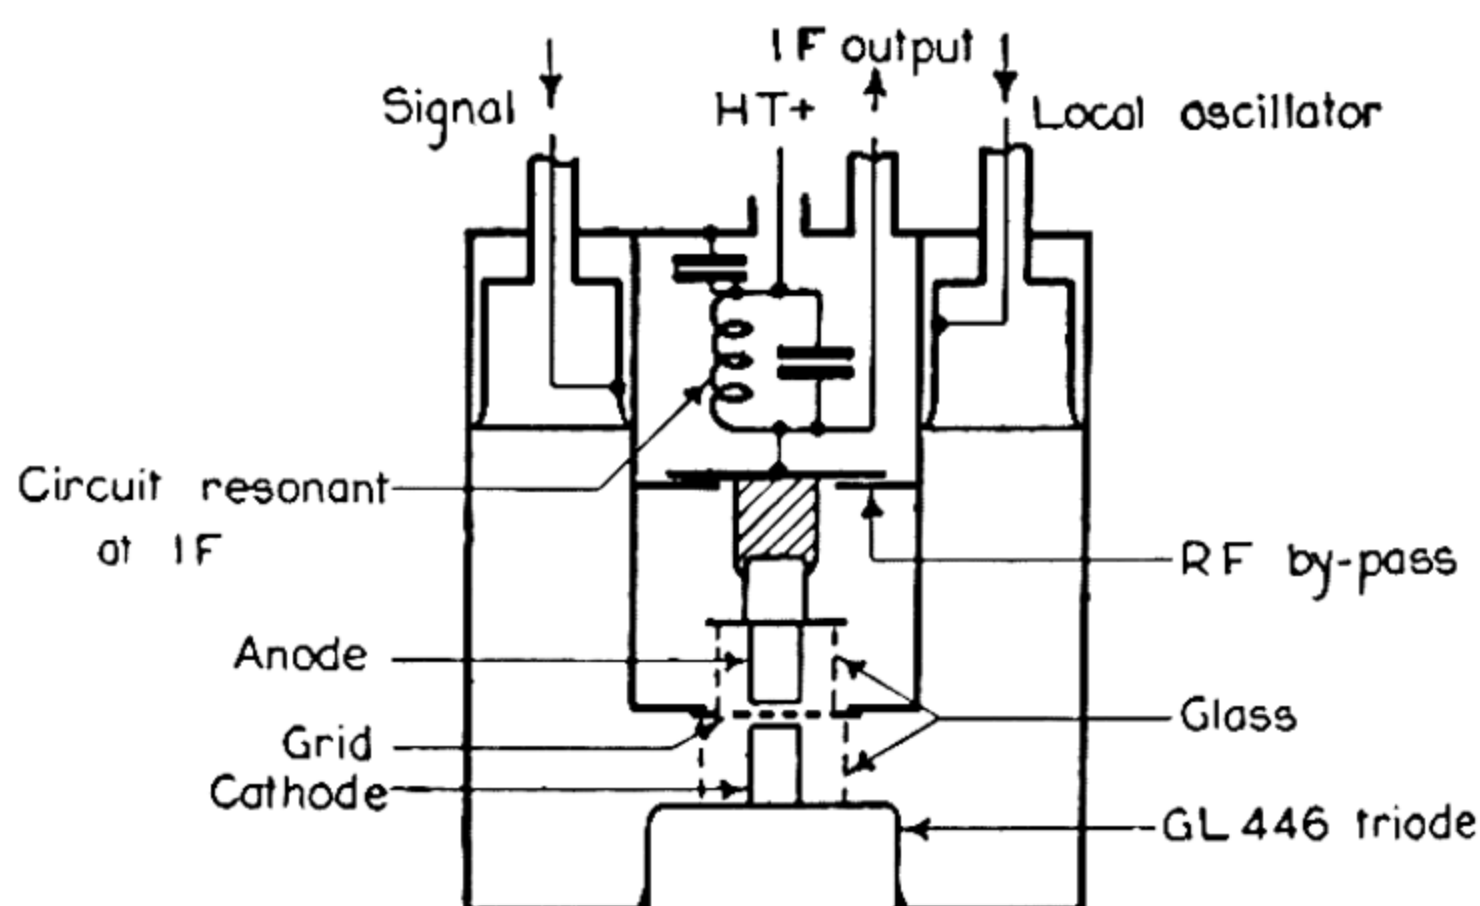 IF output
Signal
HT+
Local oscillator
Circuit resonant
at IF
RF by-pass
Anode
Glass
Grid
Cathode
GL 446 triode